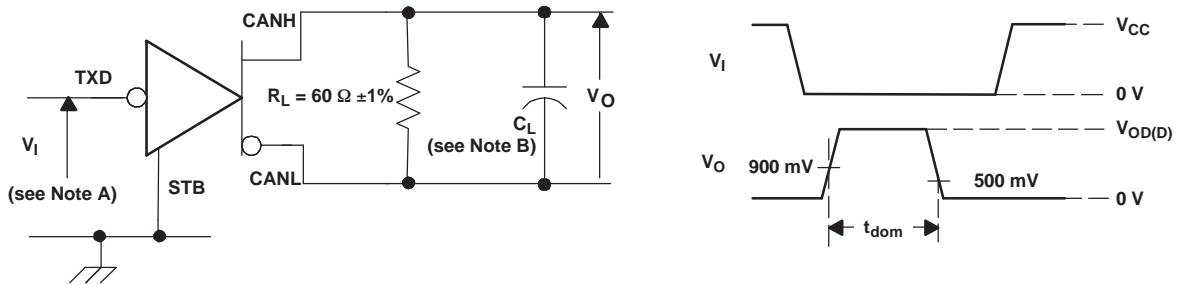 CANH
TXD
R_L = 60 Ω ±1%
C_L
(see Note B)
V_O
V_I
(see Note A)
STB
CANL
V_I
V_CC
0 V
V_O
900 mV
V_OD(D)
500 mV
0 V
t_dom